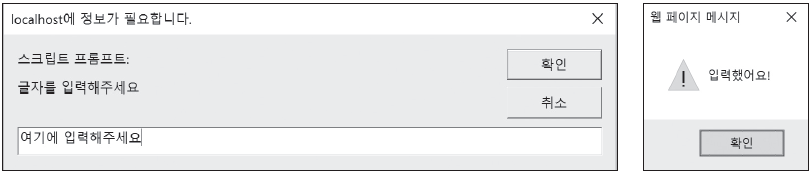 localhost에 정보가 필요합니다.
스크립트 프롬프트:
글자를 입력해주세요
확인
취소
여기에 입력해주세요
웹 페이지 메시지
입력했어요!
확인